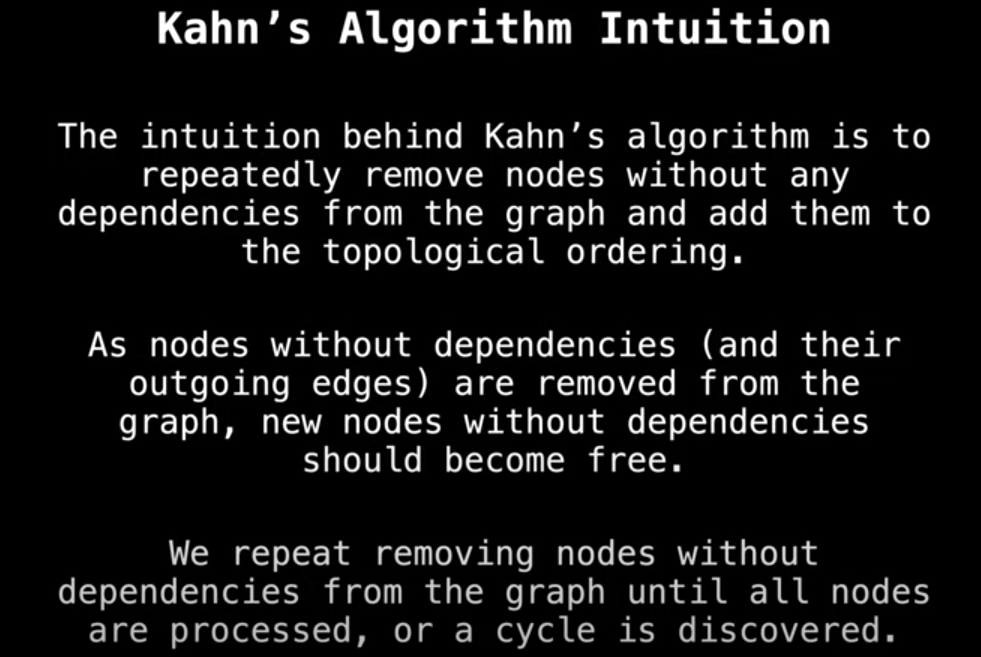 Kahn’s Algorithm Intuition
The intuition behind Kahn’s algorithm is to
repeatedly remove nodes without any
dependencies from the graph and add them to
the topological ordering.
As nodes without dependencies (and their
outgoing edges) are removed from the
graph, new nodes without dependencies
should become free.
We repeat removing nodes without
dependencies from the graph until all nodes
are processed, or a cycle is discovered.